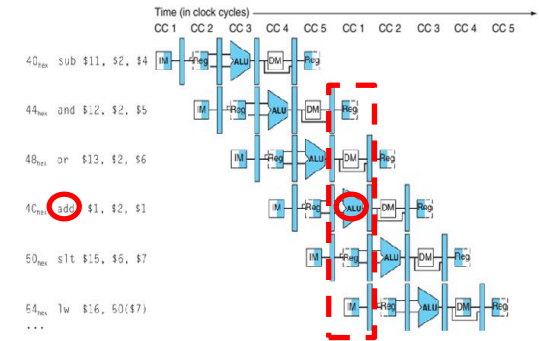 Time (in clock cycles)
CC 1 CC 2 CC 3 CC 4 CC 5 CC 1 CC 2 CC 3 CC 4 CC 5
40hex sub $11, $2, $4 IM Reg ALU DM Reg
44hex and $12, $2, $5 IM Reg ALU DM Reg
48hex or $13, $2, $6 IM Reg ALU DM Reg
4Chex add $1, $2, $1 IM Reg ALU DM Reg
50hex slt $15, $6, $7 IM Reg ALU DM Reg
54hex lw $16, 50($7) IM Reg ALU DM Reg
...